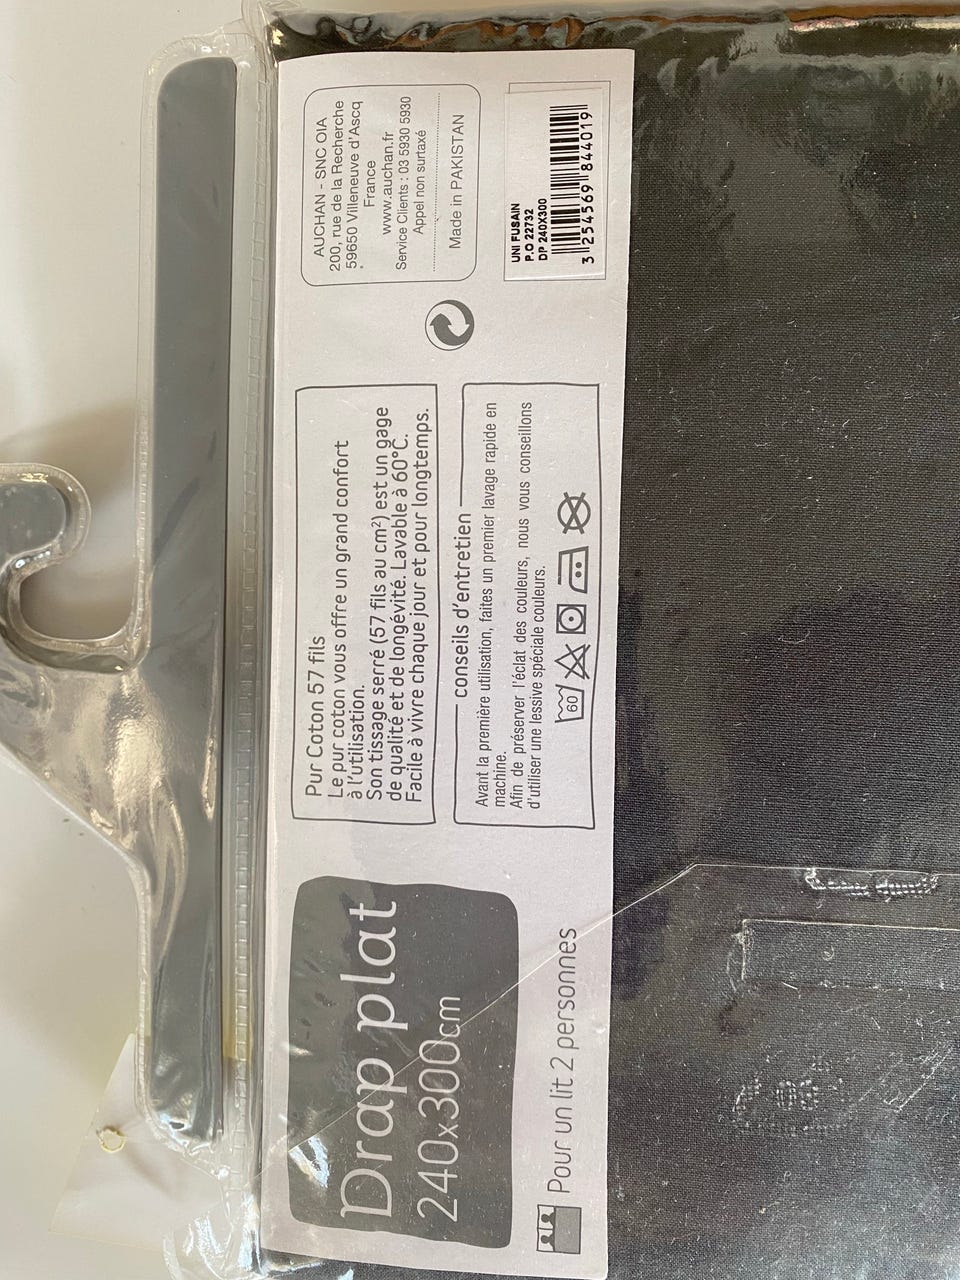 Drap plat
240x300cm
Pour un lit 2 personnes
Pur Coton 57 fils
Le pur coton vous offre un grand confort
à l'utilisation.
Son tissage serré (57 fils au cm²) est un gage
de qualité et de longévité. Lavable à 60°C.
Facile à vivre chaque jour et pour longtemps.
conseils d'entretien
Avant la première utilisation, faites un premier lavage rapide en
machine.
Afin de préserver l'éclat des couleurs, nous vous conseillons
d'utiliser une lessive spéciale couleurs.
60
AUCHAN - SNC OIA
200, rue de la Recherche
59650 Villeneuve d'Ascq
France
www.auchan.fr
Service Clients : 03 5930 5930
Appel non surtaxé
Made in PAKISTAN
UNI FUSAIN
P.O 22732
DP 240X300
3 254569 844019